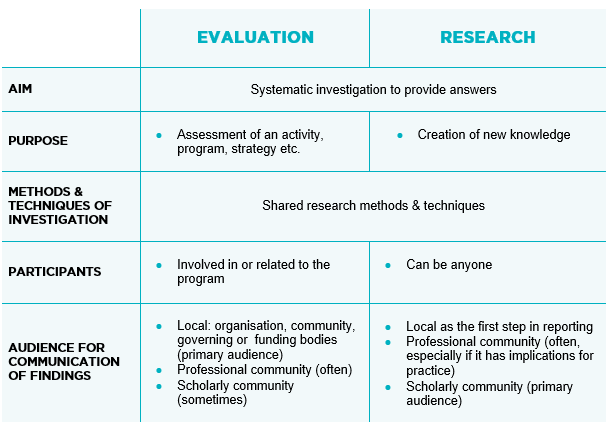 EVALUATION RESEARCH
AIM Systematic investigation to provide answers
PURPOSE
• Assessment of an activity,
program, strategy etc.
• Creation of new knowledge
METHODS &
TECHNIQUES OF
INVESTIGATION
Shared research methods & techniques
PARTICIPANTS
• Involved in or related to the
program
• Can be anyone
AUDIENCE FOR
COMMUNICATION
OF FINDINGS
• Local: organisation, community,
governing or funding bodies
(primary audience)
• Professional community (often)
• Scholarly community
(sometimes)
• Local as the first step in reporting
• Professional community (often,
especially if it has implications for
practice)
• Scholarly community (primary
audience)